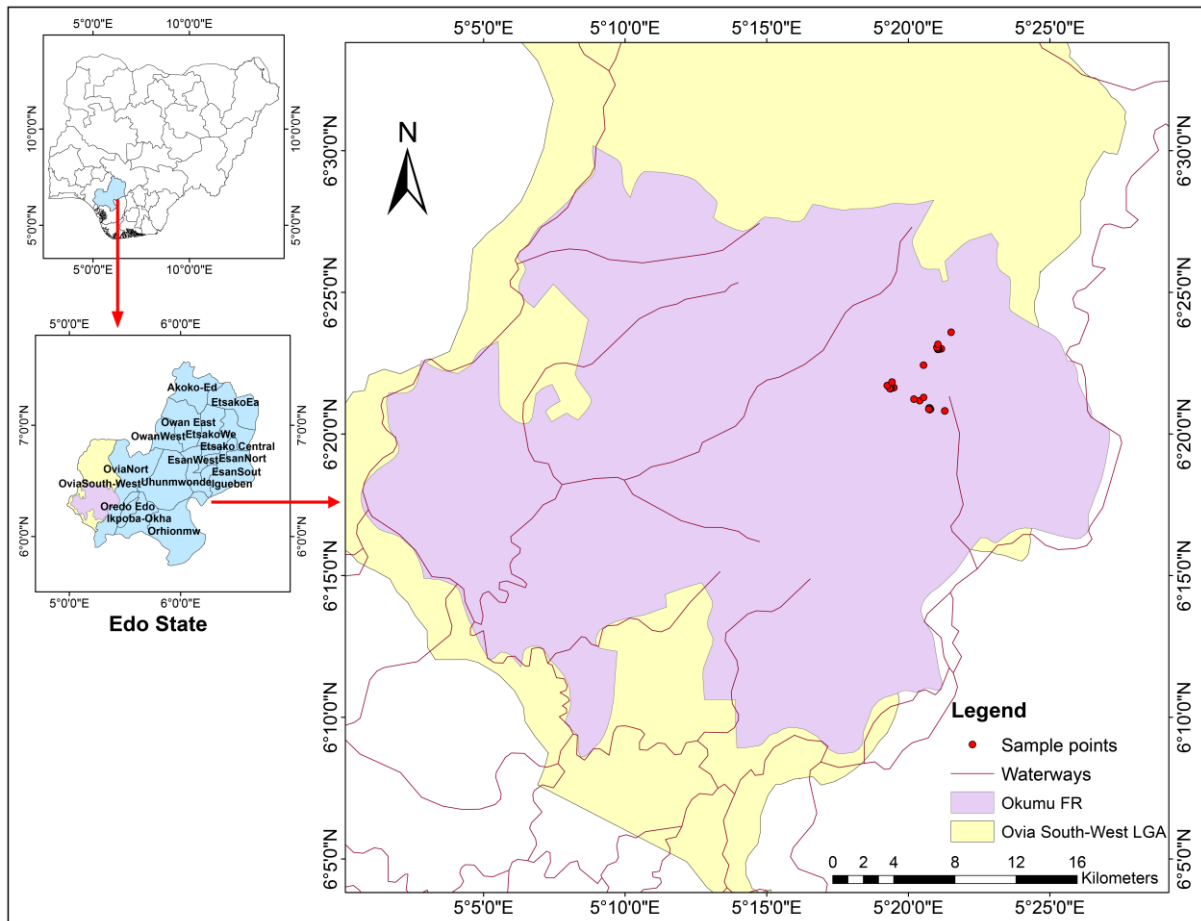 5°0'0"E 10°0'0"E
10°0'0"N 10°0'0"N
5°0'0"N 5°0'0"N
5°0'0"E 10°0'0"E
5°0'0"E 6°0'0"E
7°0'0"N 7°0'0"N
6°0'0"N 6°0'0"N
Akoko-Ed
EtsakoEa
Owan East
OwanWest EtsakoWe
Etsako Central
EsanWest EsanNort
OviaNort
EsanSout
OviaSouth-West Uhunmwonde Igueben
Oredo Edo
Ikpoba-Okha
Orhionmw
5°0'0"E 6°0'0"E
Edo State
5°5'0"E 5°10'0"E 5°15'0"E 5°20'0"E 5°25'0"E
N
6°30'0"N 6°30'0"N
6°25'0"N 6°25'0"N
6°20'0"N 6°20'0"N
6°15'0"N 6°15'0"N
6°10'0"N 6°10'0"N
6°5'0"N 6°5'0"N
Legend
Sample points
Waterways
Okumu FR
Ovia South-West LGA
0 2 4 8 12 16
Kilometers
5°5'0"E 5°10'0"E 5°15'0"E 5°20'0"E 5°25'0"E